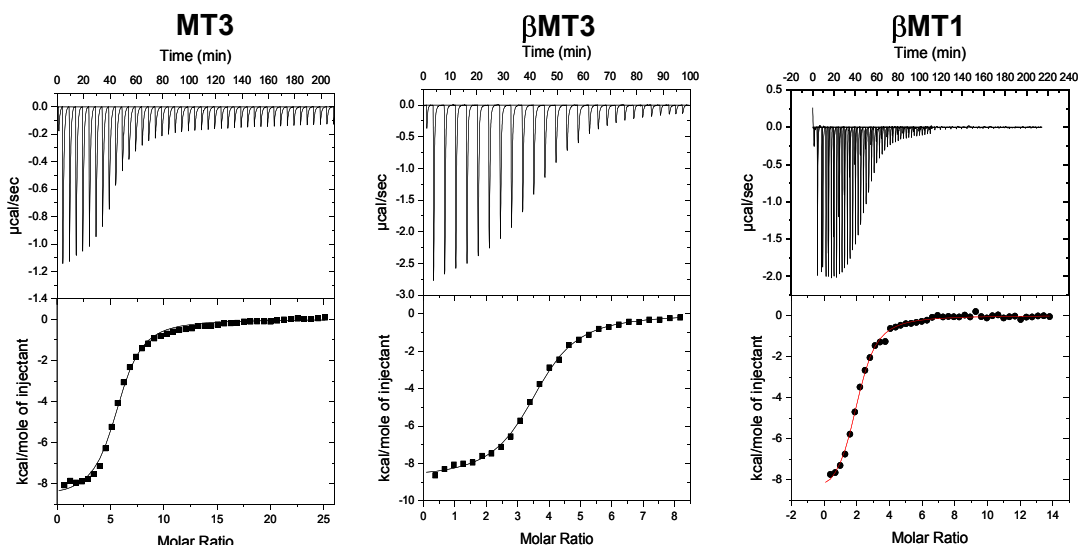 MT3
Time (min)
0 20 40 60 80 100 120 140 160 180 200
0.0
-0.2
-0.4
-0.6
-0.8
-1.0
-1.2
-1.4
µcal/sec
0
-2
-4
-6
-8
kcal/mole of injectant
0 5 10 15 20 25
Molar Ratio
βMT3
Time (min)
0 10 20 30 40 50 60 70 80 90 100
0.0
-0.5
-1.0
-1.5
-2.0
-2.5
-3.0
µcal/sec
0
-2
-4
-6
-8
-10
kcal/mole of injectant
0 1 2 3 4 5 6 7 8
Molar Ratio
βMT1
Time (min)
-20 0 20 40 60 80 100 120 140 160 180 200 220 240
0.5
0.0
-0.5
-1.0
-1.5
-2.0
µcal/sec
0
-2
-4
-6
-8
kcal/mole of injectant
-2 0 2 4 6 8 10 12 14
Molar Ratio